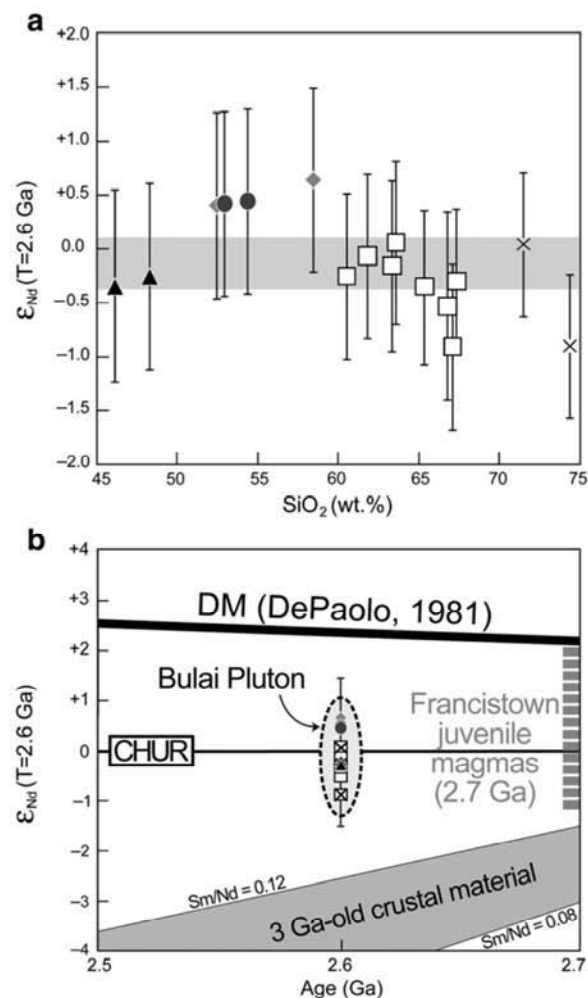 a
+2.0
+1.5
+1.0
+0.5
0.0
−0.5
−1.0
−1.5
−2.0
εNd (T=2.6 Ga)
45 50 55 60 65 70 75
SiO2 (wt.%)
b
+4
+3
+2
+1
0
−1
−2
−3
−4
εNd (T=2.6 Ga)
DM (DePaolo, 1981)
Bulai Pluton
CHUR
Francistown
juvenile
magmas
(2.7 Ga)
Sm/Nd = 0.12
3 Ga-old crustal material
Sm/Nd = 0.08
2.5 2.6 2.7
Age (Ga)